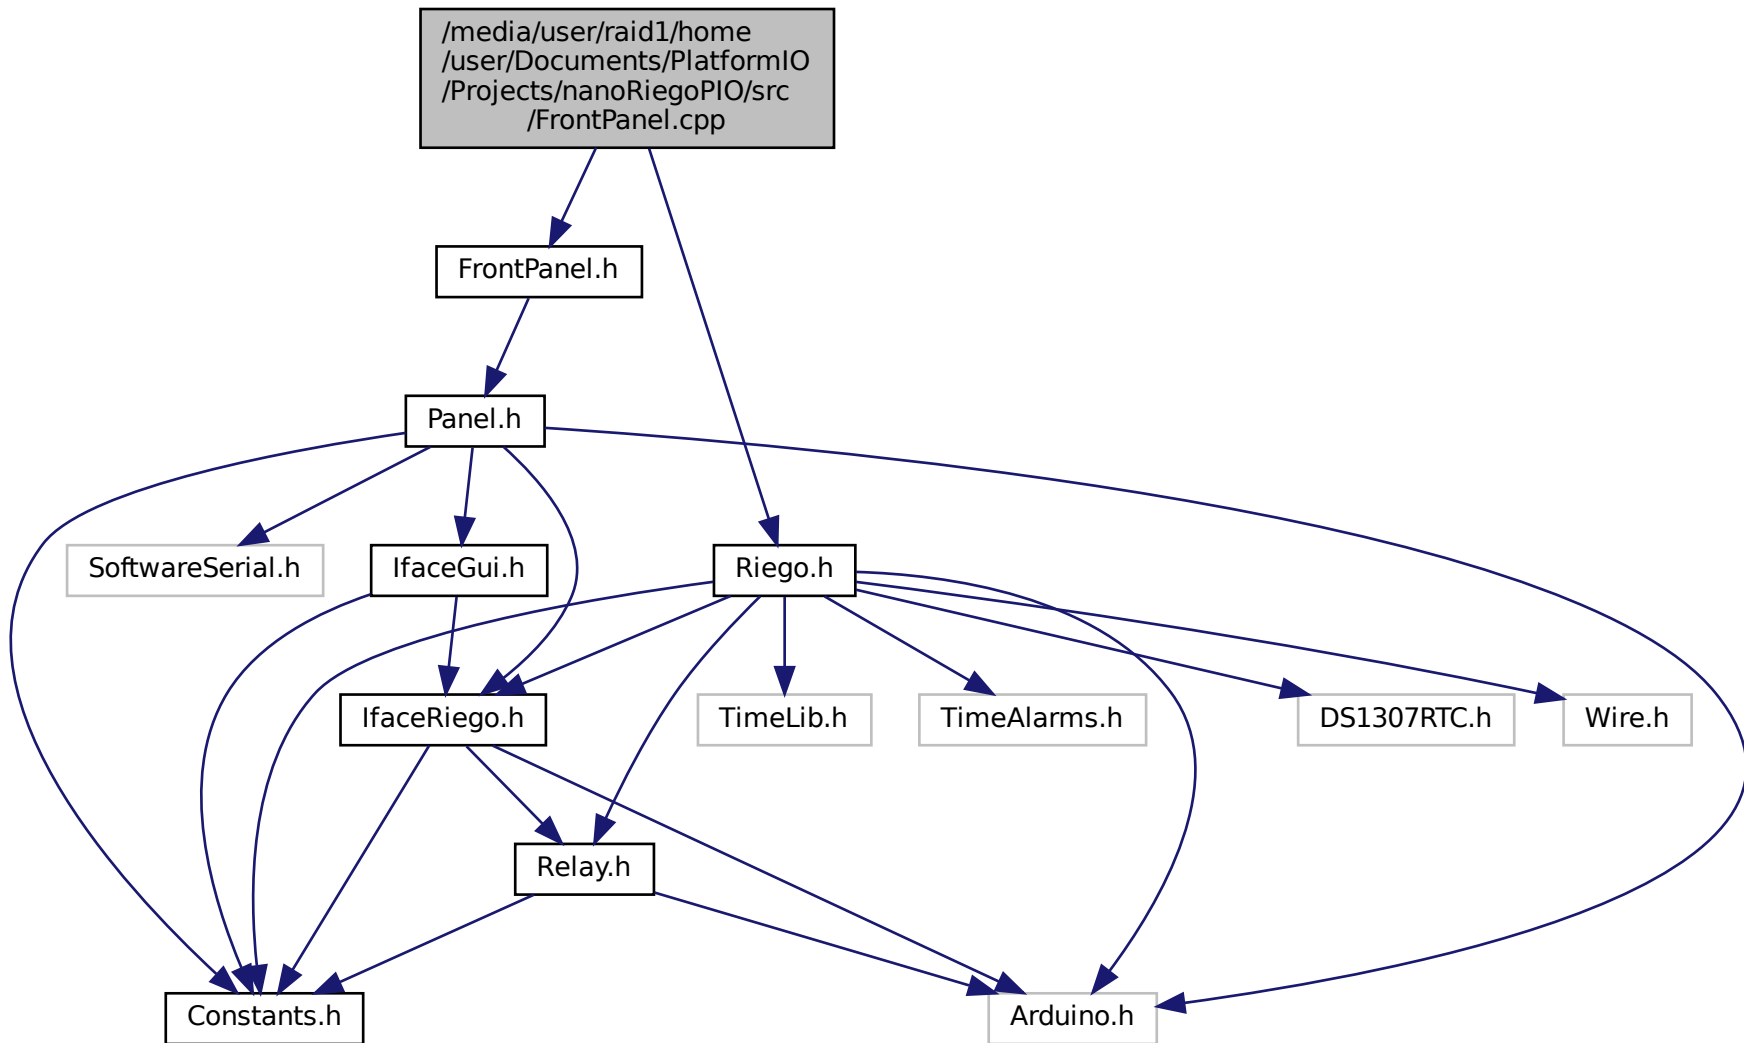 /media/user/raid1/home
/user/Documents/PlatformIO
/Projects/nanoRiegoPIO/src
/FrontPanel.cpp
FrontPanel.h
Panel.h
SoftwareSerial.h
IfaceGui.h
Riego.h
IfaceRiego.h
TimeLib.h
TimeAlarms.h
DS1307RTC.h
Wire.h
Relay.h
Constants.h
Arduino.h